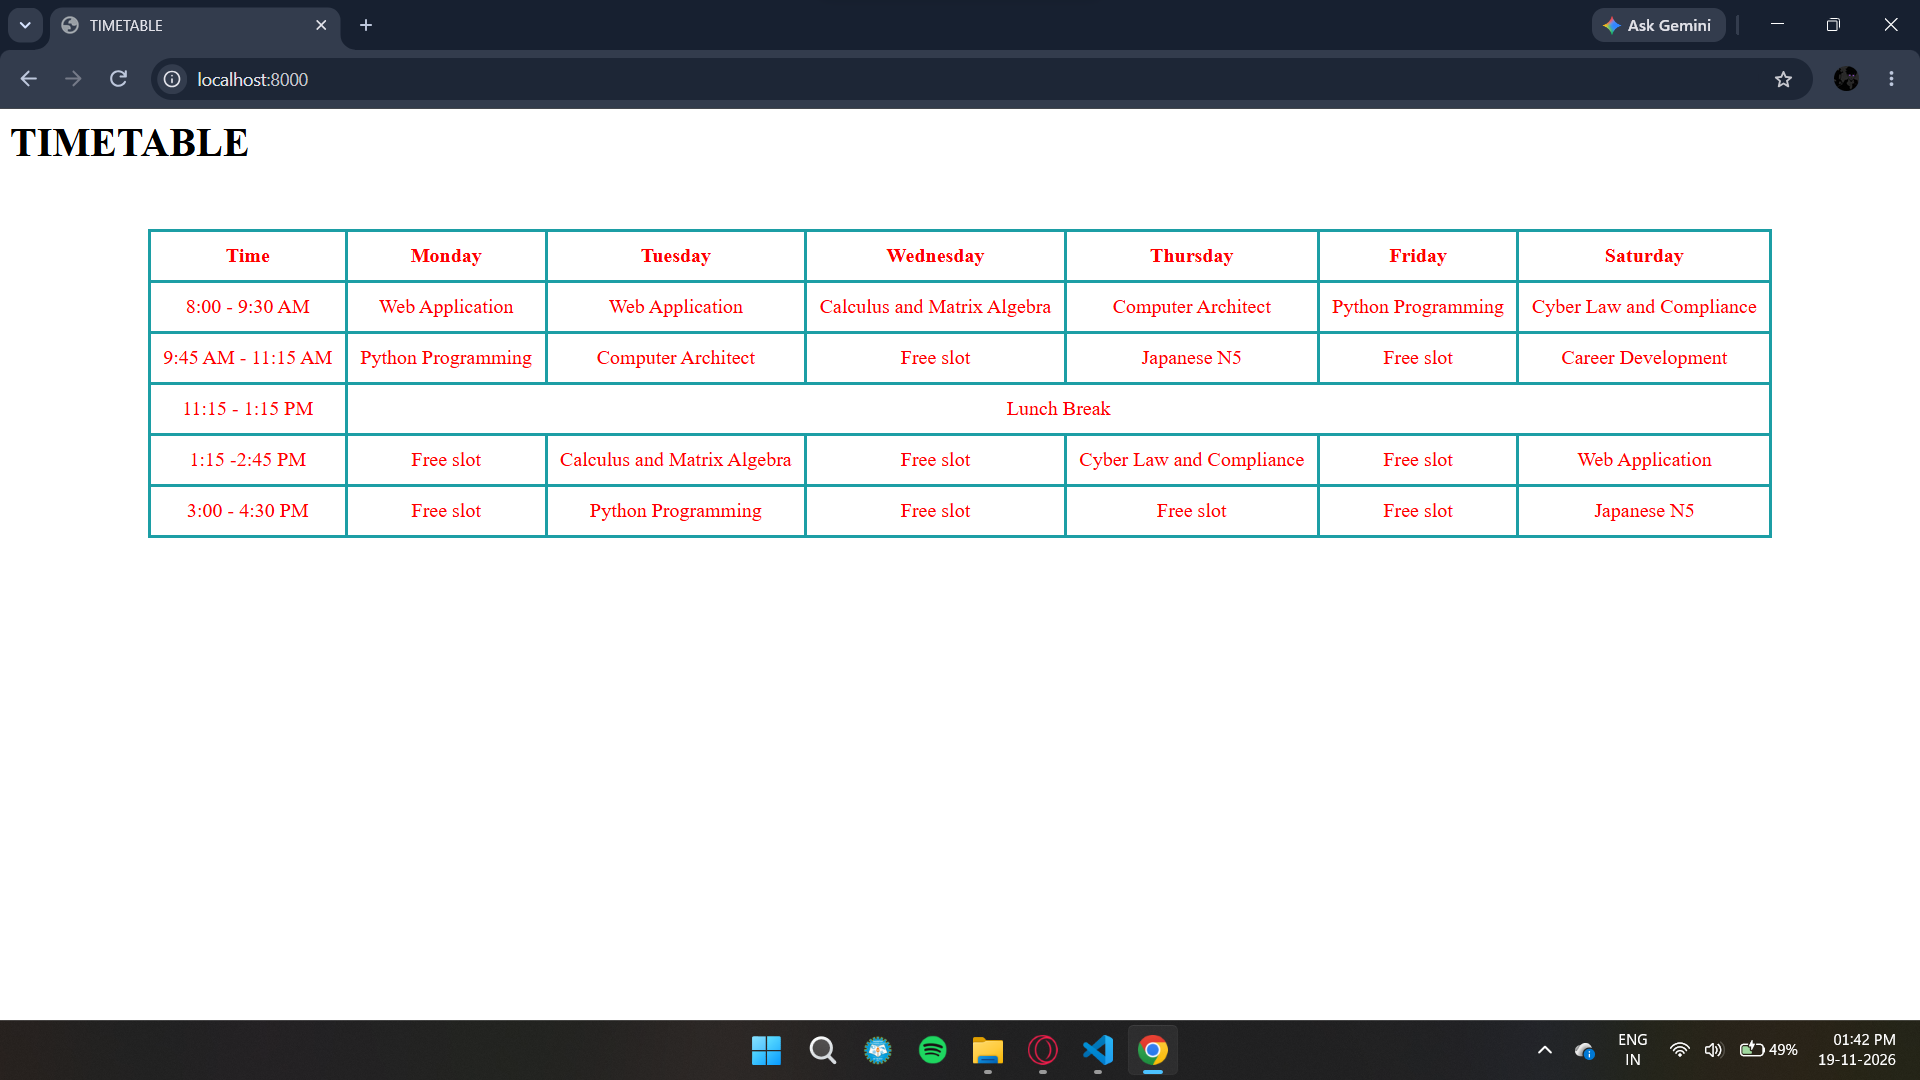 TIMETABLE
Ask Gemini
localhost:8000
TIMETABLE
Time Monday Tuesday Wednesday Thursday Friday Saturday
8:00 - 9:30 AM Web Application Web Application Calculus and Matrix Algebra Computer Architect Python Programming Cyber Law and Compliance
9:45 AM - 11:15 AM Python Programming Computer Architect Free slot Japanese N5 Free slot Career Development
11:15 - 1:15 PM Lunch Break
1:15 -2:45 PM Free slot Calculus and Matrix Algebra Free slot Cyber Law and Compliance Free slot Web Application
3:00 - 4:30 PM Free slot Python Programming Free slot Free slot Free slot Japanese N5
ENG
IN
49%
01:42 PM
19-11-2026